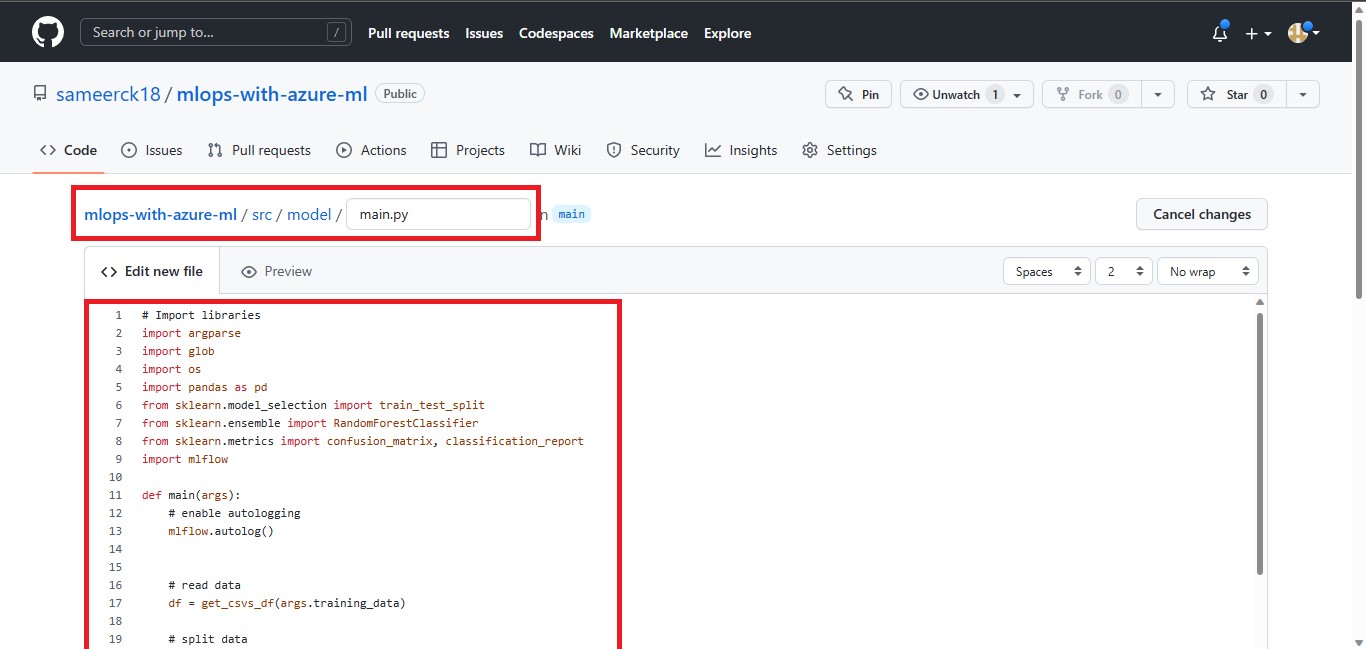 Search or jump to... / Pull requests Issues Codespaces Marketplace Explore
sameerck18 / mlops-with-azure-ml Public Pin Unwatch 1 Fork 0 Star 0
Code Issues Pull requests Actions Projects Wiki Security Insights Settings
mlops-with-azure-ml / src / model / main.py n main Cancel changes
Edit new file Preview Spaces 2 No wrap
1 # Import libraries
2 import argparse
3 import glob
4 import os
5 import pandas as pd
6 from sklearn.model_selection import train_test_split
7 from sklearn.ensemble import RandomForestClassifier
8 from sklearn.metrics import confusion_matrix, classification_report
9 import mlflow
10
11 def main(args):
12 # enable autologging
13 mlflow.autolog()
14
15
16 # read data
17 df = get_csvs_df(args.training_data)
18
19 # split data